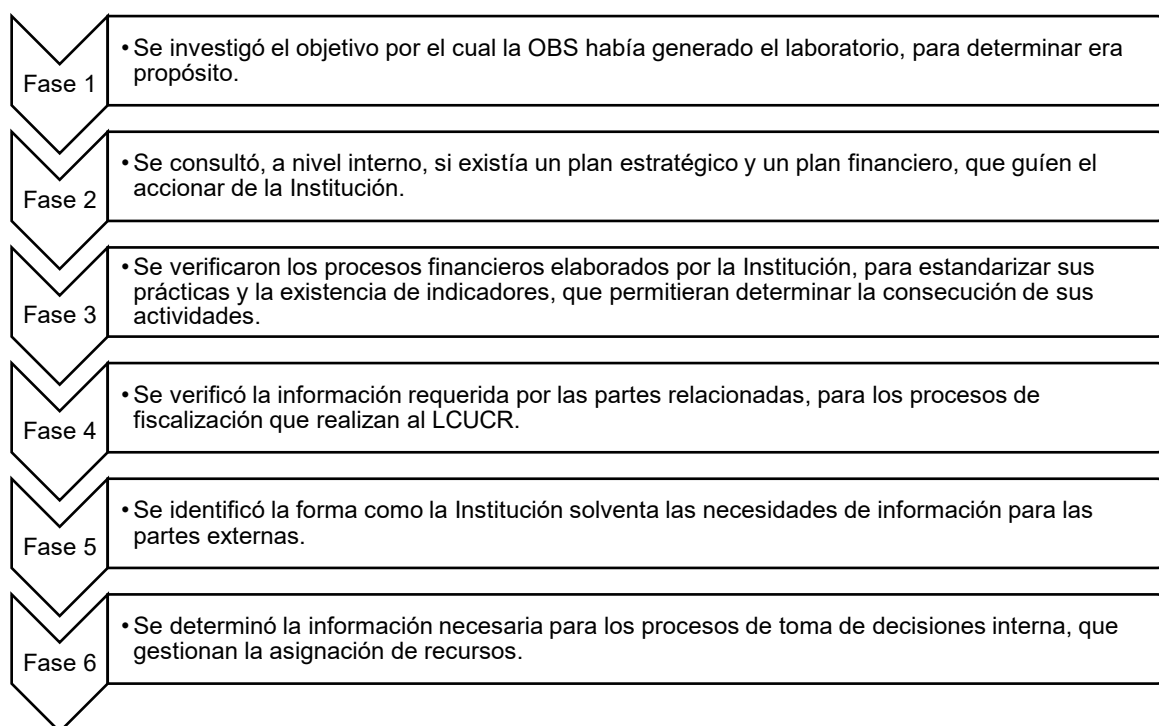 Fase 1
• Se investigó el objetivo por el cual la OBS había generado el laboratorio, para determinar era
propósito.
Fase 2
• Se consultó, a nivel interno, si existía un plan estratégico y un plan financiero, que guíen el
accionar de la Institución.
Fase 3
• Se verificaron los procesos financieros elaborados por la Institución, para estandarizar sus
prácticas y la existencia de indicadores, que permitieran determinar la consecución de sus
actividades.
Fase 4
• Se verificó la información requerida por las partes relacionadas, para los procesos de
fiscalización que realizan al LCUCR.
Fase 5
• Se identificó la forma como la Institución solventa las necesidades de información para las
partes externas.
Fase 6
• Se determinó la información necesaria para los procesos de toma de decisiones interna, que
gestionan la asignación de recursos.